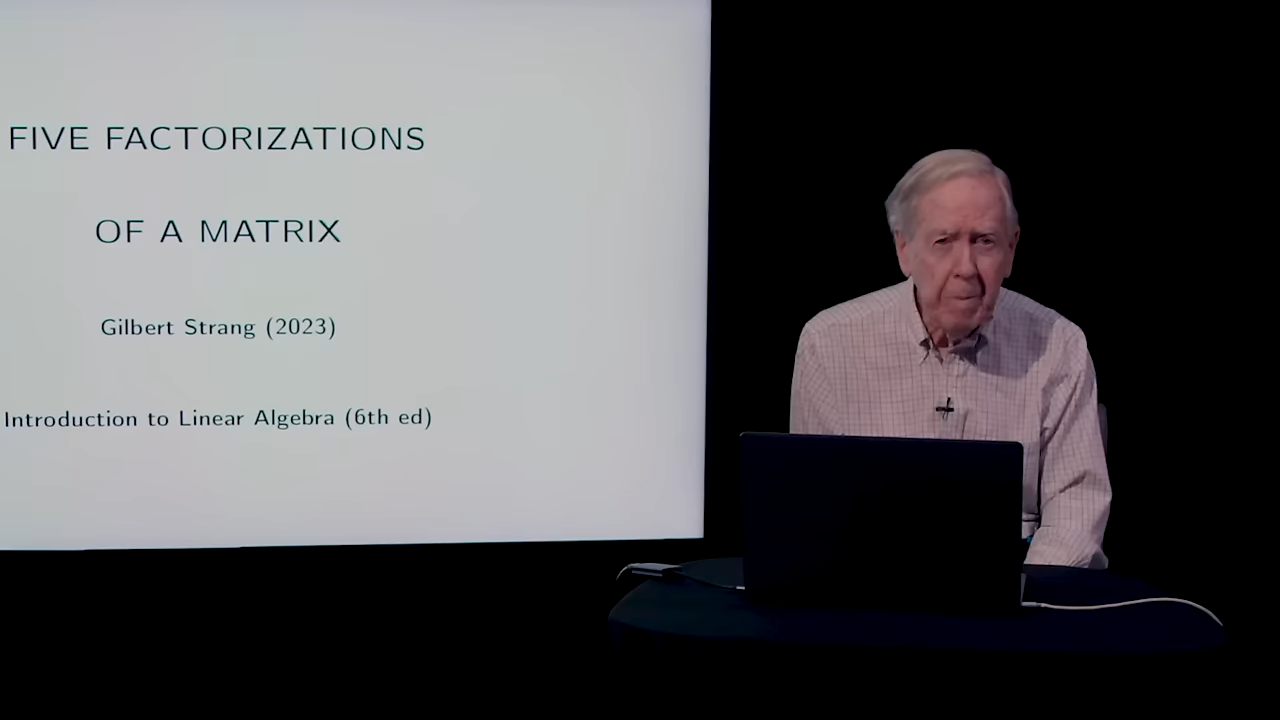 FIVE FACTORIZATIONS
OF A MATRIX
Gilbert Strang (2023)
Introduction to Linear Algebra (6th ed)